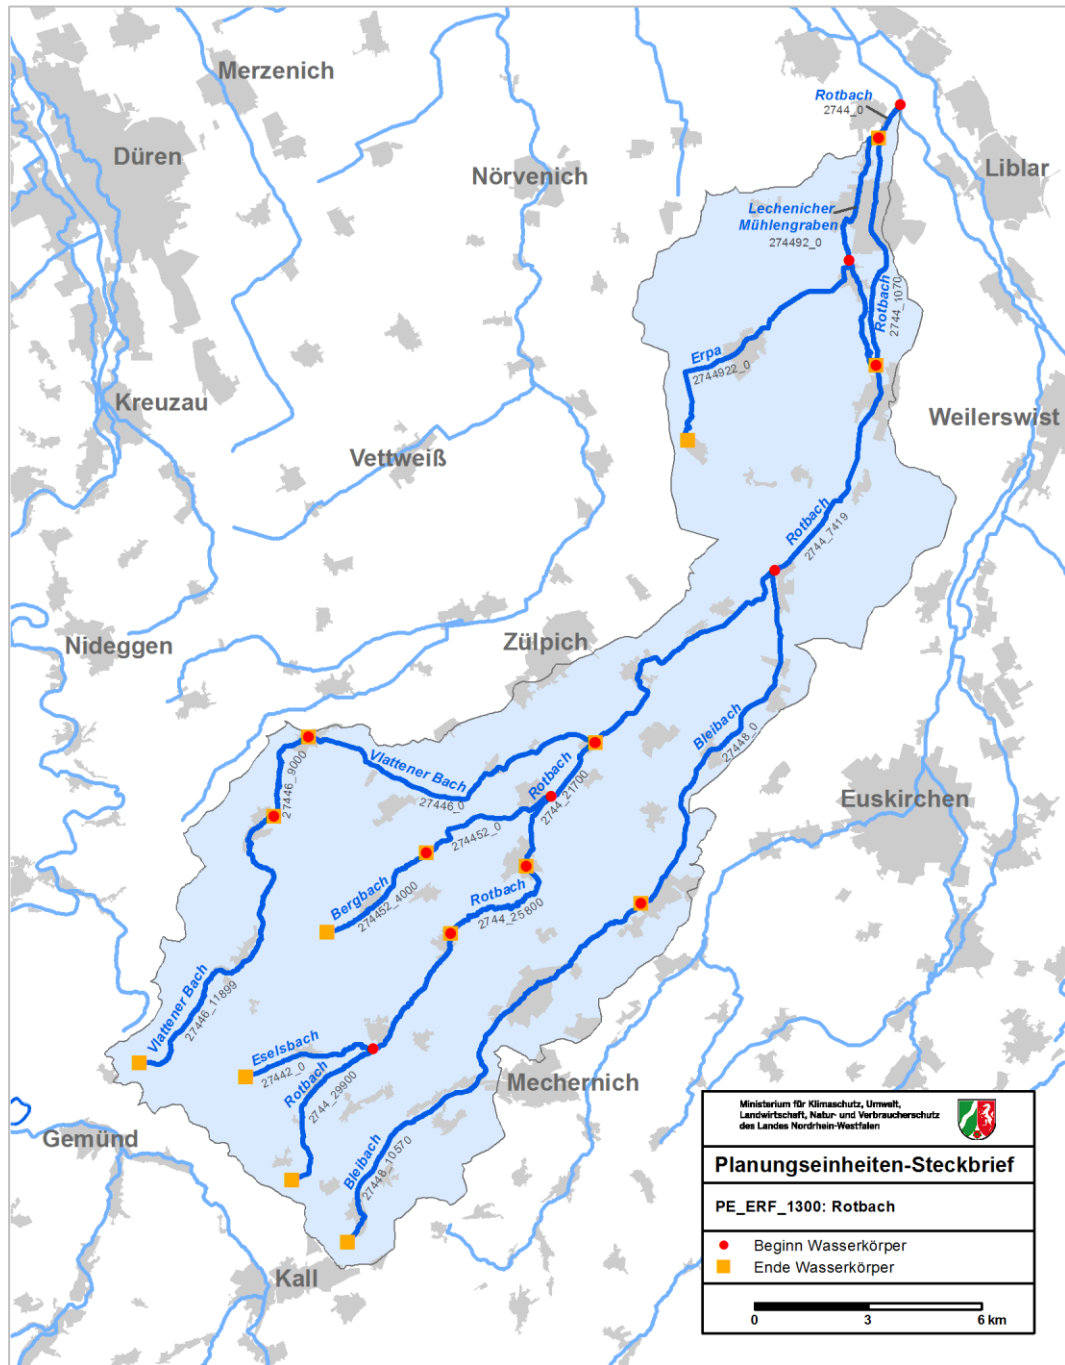 Merzenich
Rotbach
2744_0
Düren
Liblar
Nörvenich
Lechenicher
Mühlengraben
274492_0
Rotbach
2744_1070
Erpa
2744922_0
Kreuzau
Weilerswist
Vettweiß
Rotbach
2744_7419
Nideggen
Zülpich
Bleibach
27448_0
Vlattener Bach
27446_0
27446_9000
Rotbach
2744_21700
Euskirchen
274452_0
Bergbach
274452_4000
Rotbach
2744_25800
Vlattener Bach
27446_11899
Eselsbach
27442_0
Rotbach
2744_29900
Mechernich
Gemünd
Bleibach
27448_10570
Kall
Ministerium für Klimaschutz, Umwelt,
Landwirtschaft, Natur- und Verbraucherschutz
des Landes Nordrhein-Westfalen
Planungseinheiten-Steckbrief
PE_ERF_1300: Rotbach
Beginn Wasserkörper
Ende Wasserkörper
0 3 6 km